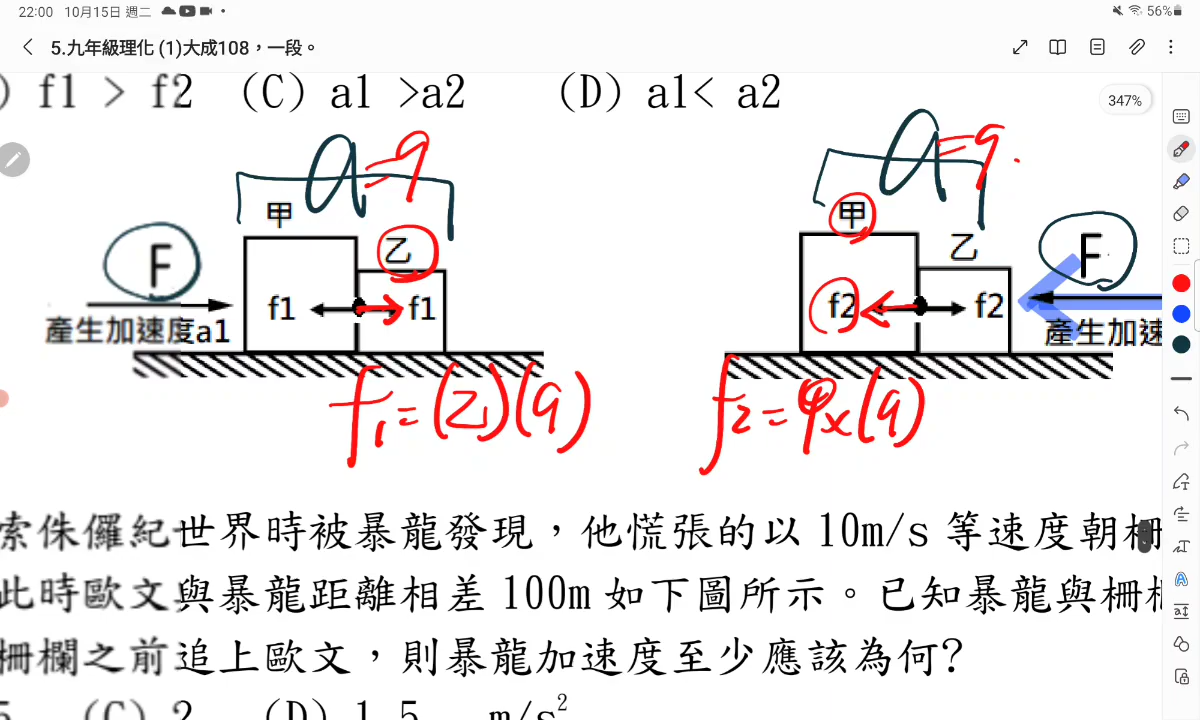 22:00 10月15日 週二 56%
5.九年級理化 (1)大成108，一段。
) f1 > f2 (C) a1 >a2 (D) a1< a2
347%
a=a a=a.
甲 甲
F 乙 乙 F
f1 f1 f2 f2
產生加速度a1 產生加速
f1=(乙)(a) f2=甲x(a)
索侏儸紀世界時被暴龍發現，他慌張的以 10m/s 等速度朝柵
此時歐文與暴龍距離相差 100m 如下圖所示。已知暴龍與柵欄
柵欄之前追上歐文，則暴龍加速度至少應該為何?
5 (C) 2 (D) 1.5 m/s²